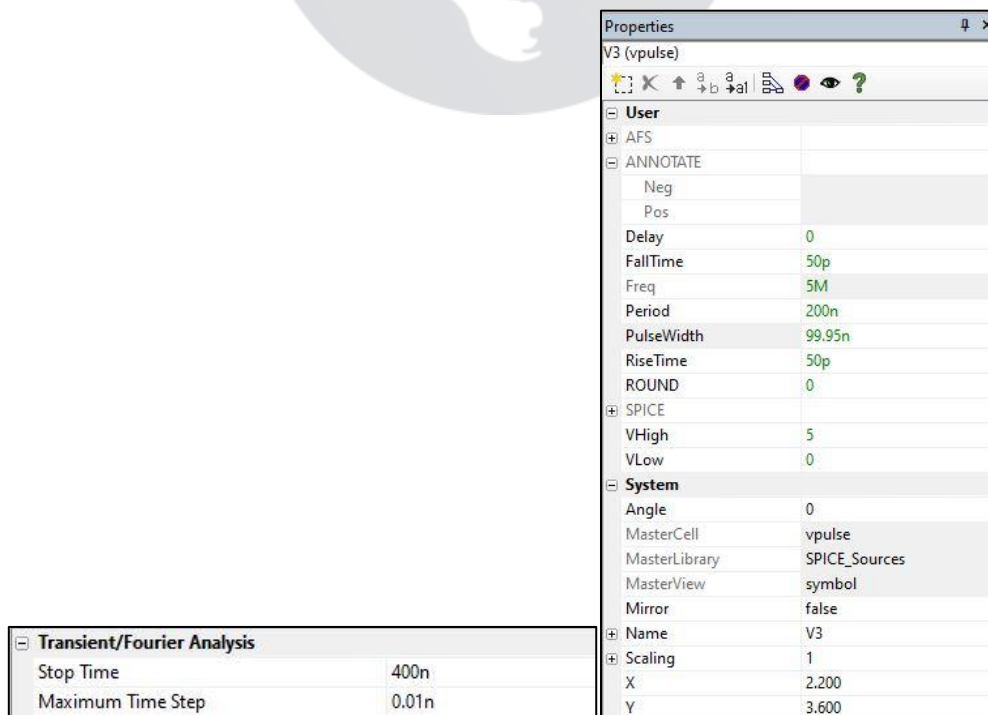 Properties
V3 (vpulse)
User
AFS
ANNOTATE
Neg
Pos
Delay 0
FallTime 50p
Freq 5M
Period 200n
PulseWidth 99.95n
RiseTime 50p
ROUND 0
SPICE
VHigh 5
VLow 0
System
Angle 0
MasterCell vpulse
MasterLibrary SPICE_Sources
MasterView symbol
Mirror false
Name V3
Scaling 1
X 2.200
Y 3.600
Transient/Fourier Analysis
Stop Time 400n
Maximum Time Step 0.01n